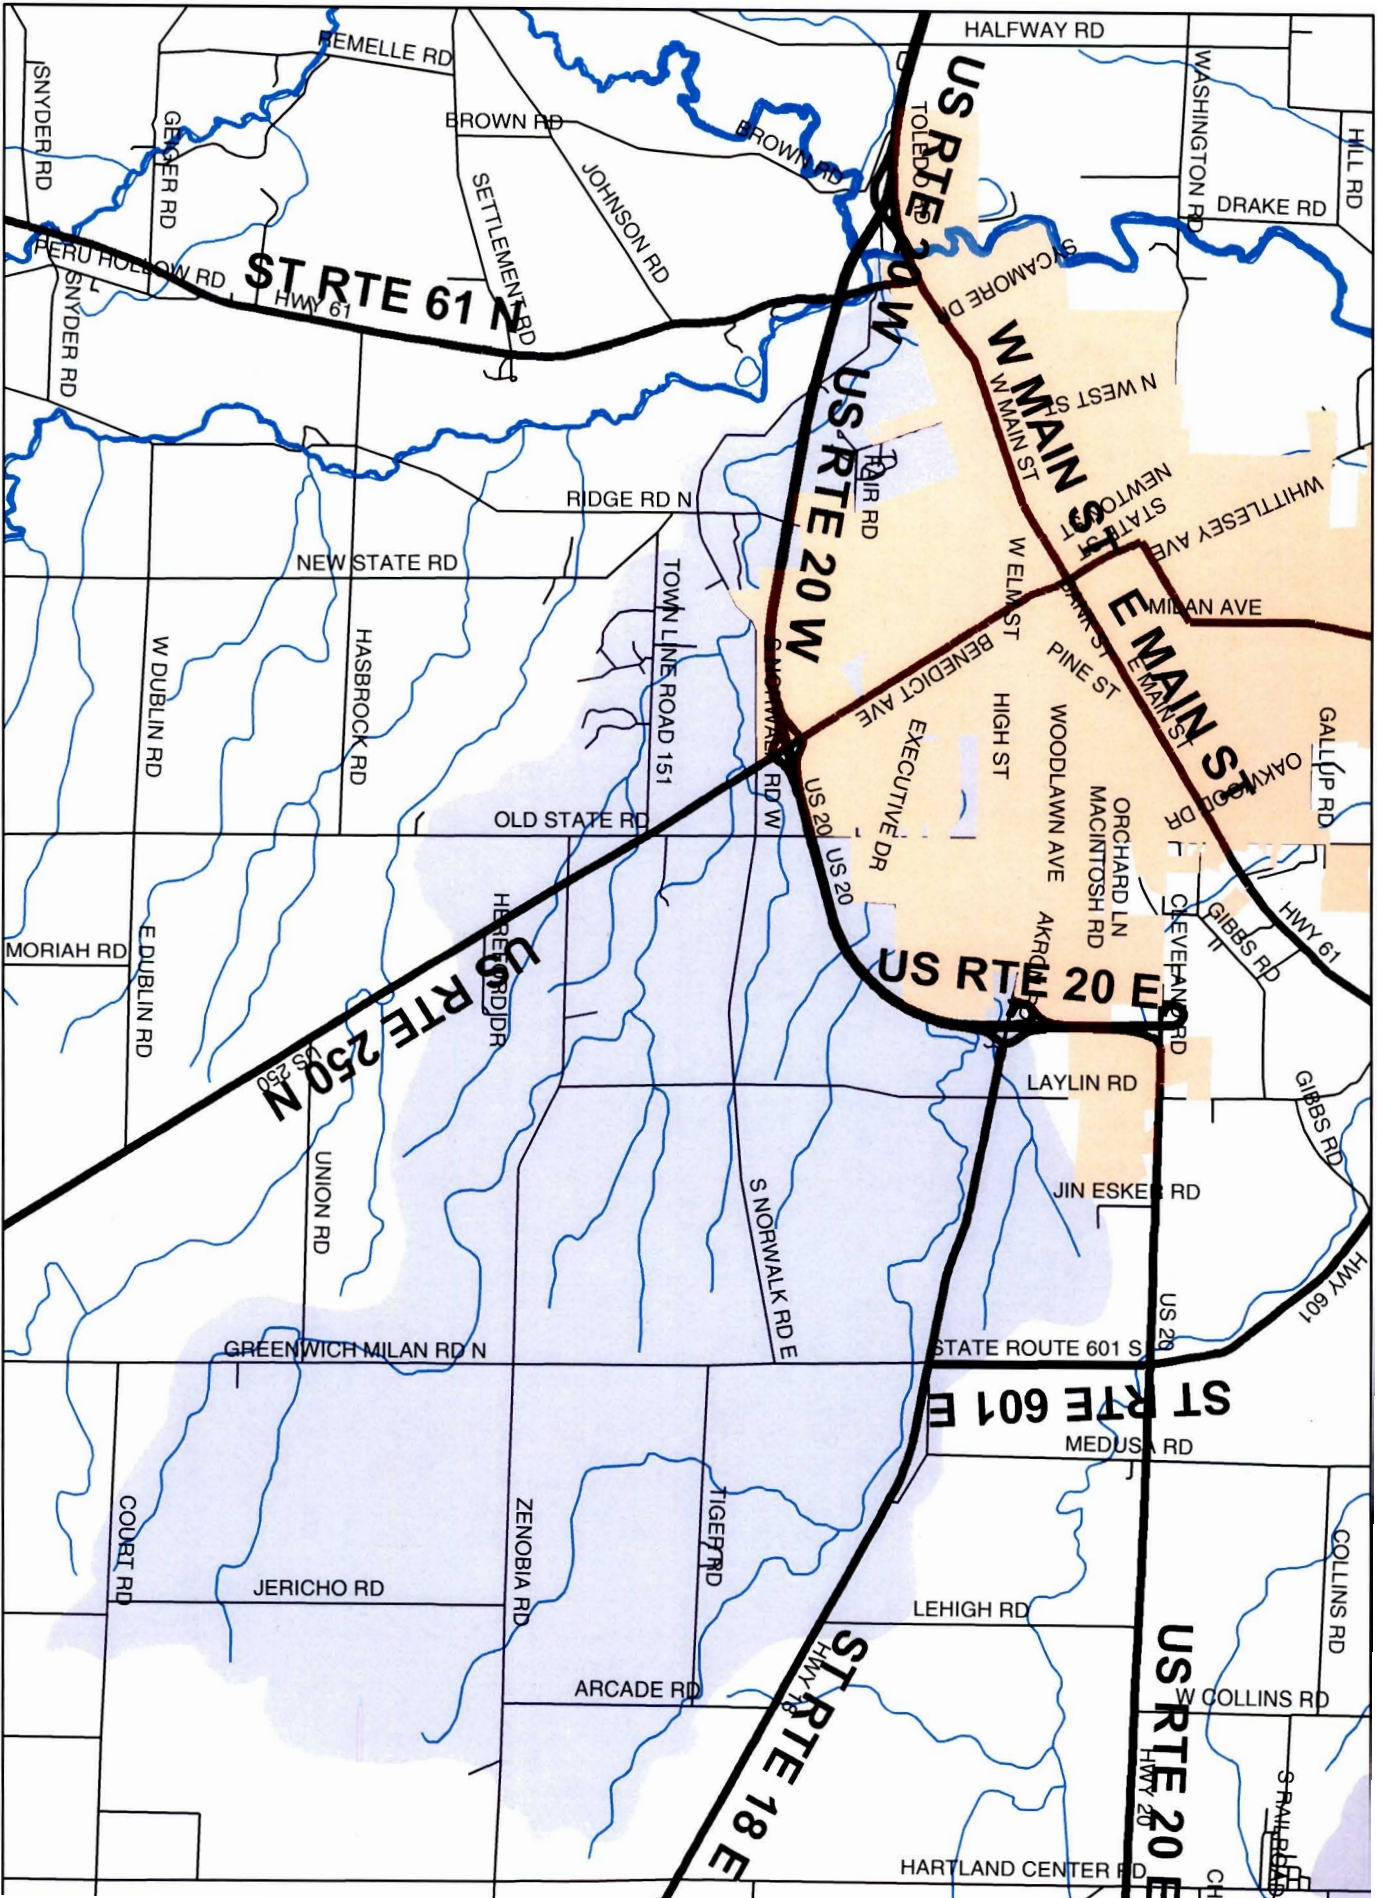 HALFWAY RD
REMELLE RD
SNYDER RD
GEIGER RD
BROWN RD
BROWN RD
SETTLEMENT RD
JOHNSON RD
US RTE 20 W
WASHINGTON RD
HILL RD
DRAKE RD
SYCAMORE DR
PERU HOLLOW RD
SNYDER RD
ST RTE 61 N
HWY 61
W MAIN ST
W MAIN ST
N WEST ST
US RTE 20 W
FAIR RD
STATE ST
WHITTLESEY AVE
RIDGE RD N
NEW STATE RD
TOWN LINE ROAD 151
W ELM ST
MILAN AVE
E MAIN ST
E MAIN ST
BENEDICT AVE
PINE ST
W DUBLIN RD
HASBROCK RD
HIGH ST
WOODLAWN AVE
EXECUTIVE DR
MACINTOSH RD
ORCHARD LN
OAKWOOD DR
GALLUP RD
OLD STATE RD
US 20
US 20
GIBBS RD
HWY 61
CLEVELAND RD
MORIAH RD
E DUBLIN RD
US RTE 250 N
US 250
US RTE 20 E
LAYLIN RD
GIBBS RD
UNION RD
S NORWALK RD E
JIN ESKER RD
HWY 601
US 20
GREENWICH MILAN RD N
STATE ROUTE 601 S
ST RTE 601 E
MEDUSA RD
COURT RD
ZENOBIA RD
TIGER RD
COLLINS RD
JERICHO RD
LEHIGH RD
ARCADE RD
ST RTE 18 E
HWY 18
US RTE 20 E
HWY 20
W COLLINS RD
S RAILROAD
HARTLAND CENTER RD
CH